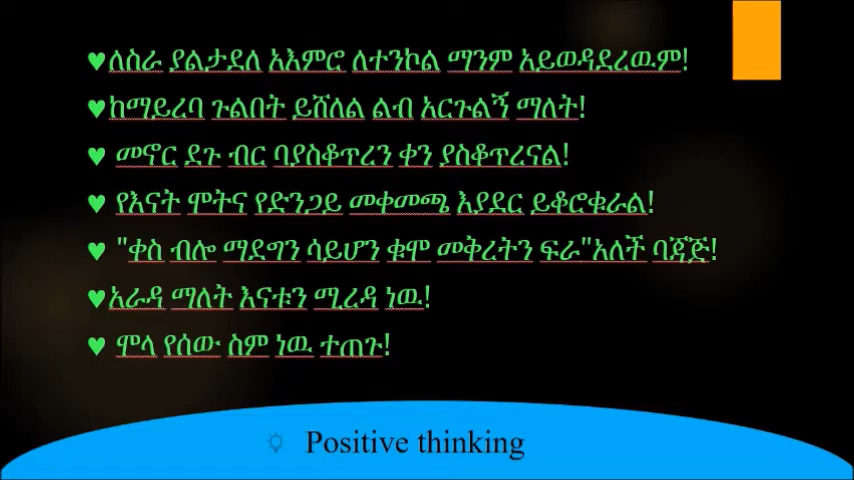 ♥ለስራ ያልታደለ አእምሮ ለተንኮል ማንም አይወዳደረዉም!
♥ከማይረባ ጉልበት ይሸለል ልብ አርጉልኝ ማለት!
♥ መኖር ደጉ ብር ባያስቆጥረን ቀን ያስቆጥረናል!
♥ የእናት ሞትና የድንጋይ መቀመጫ እያደር ይቆሮቁራል!
♥ "ቀስ ብሎ ማደግን ሳይሆን ቁሞ መቅረትን ፍራ"አለች ባጃጅ!
♥አራዳ ማለት እናቱን ሚረዳ ነዉ!
♥ ሞላ የሰው ስም ነዉ ተጠጉ!
Positive thinking